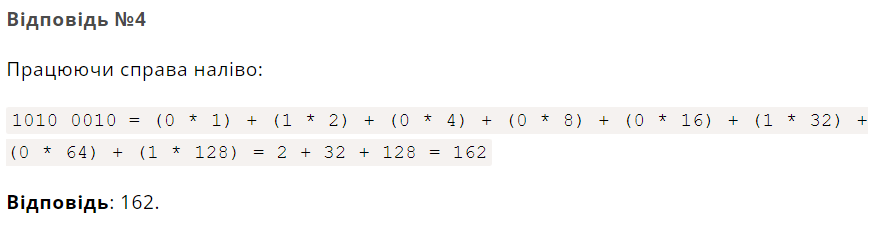 Відповідь №4
Працюючи справа наліво:
1010 0010 = (0 * 1) + (1 * 2) + (0 * 4) + (0 * 8) + (0 * 16) + (1 * 32) +
(0 * 64) + (1 * 128) = 2 + 32 + 128 = 162
Відповідь: 162.